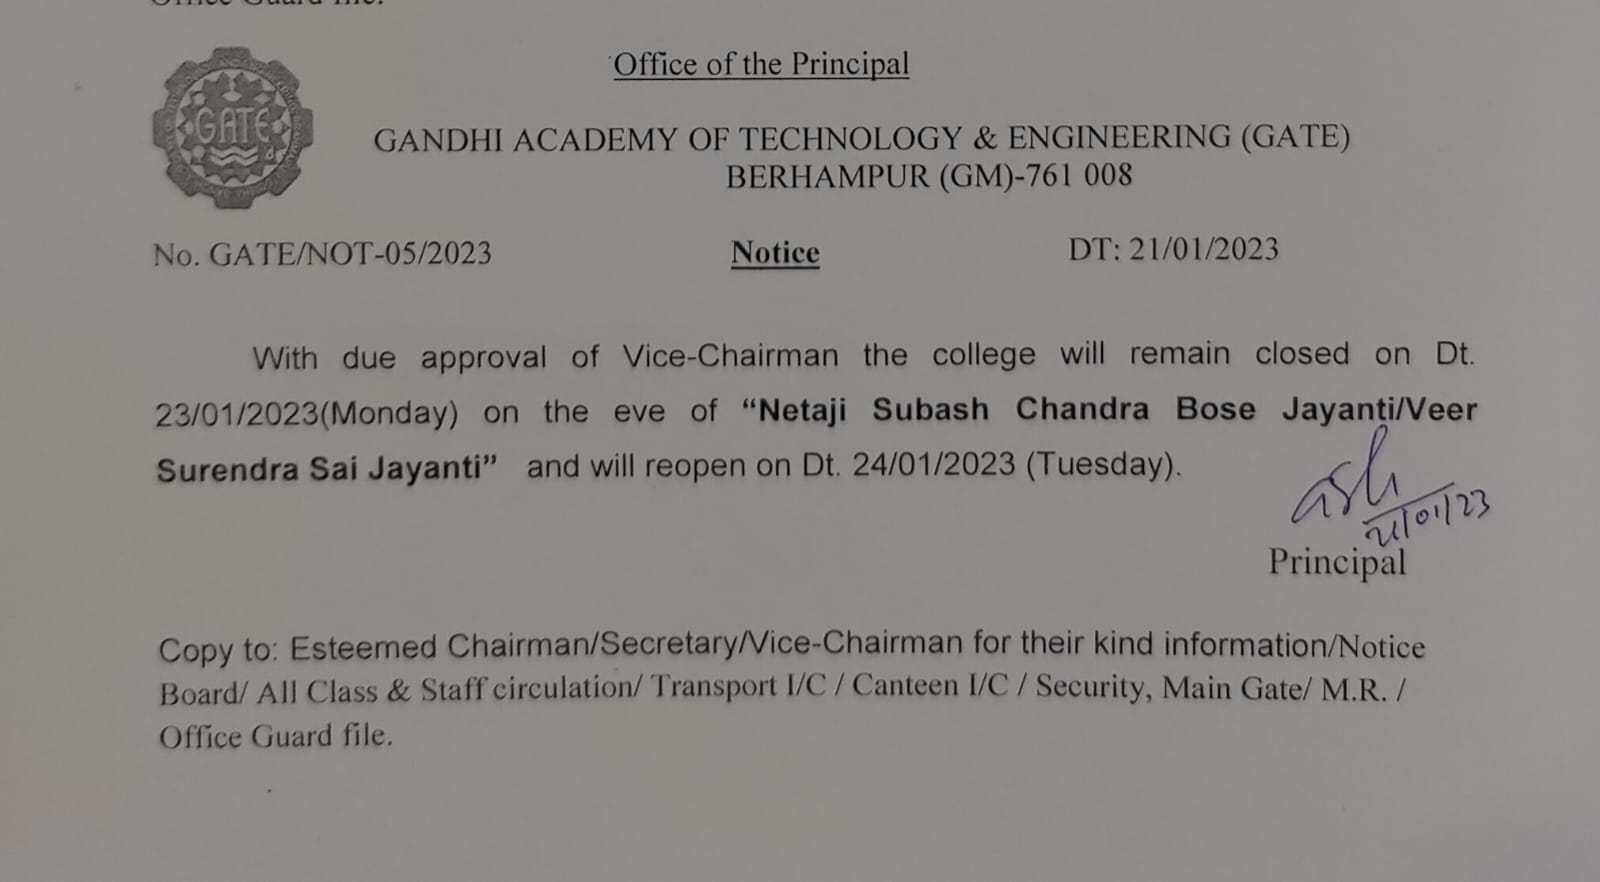 Office Guard file.
Office of the Principal
GATE
GANDHI ACADEMY OF TECHNOLOGY & ENGINEERING (GATE)
BERHAMPUR (GM)-761 008
No. GATE/NOT-05/2023 Notice DT: 21/01/2023
With due approval of Vice-Chairman the college will remain closed on Dt.
23/01/2023(Monday) on the eve of “Netaji Subash Chandra Bose Jayanti/Veer
Surendra Sai Jayanti” and will reopen on Dt. 24/01/2023 (Tuesday).
21/01/23
Principal
Copy to: Esteemed Chairman/Secretary/Vice-Chairman for their kind information/Notice
Board/ All Class & Staff circulation/ Transport I/C / Canteen I/C / Security, Main Gate/ M.R. /
Office Guard file.